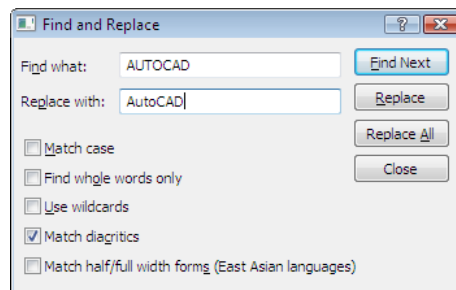 Find and Replace
Find what: AUTOCAD Find Next
Replace with: AutoCAD Replace
Replace All
Match case
Close
Find whole words only
Use wildcards
Match diacritics
Match half/full width forms (East Asian languages)